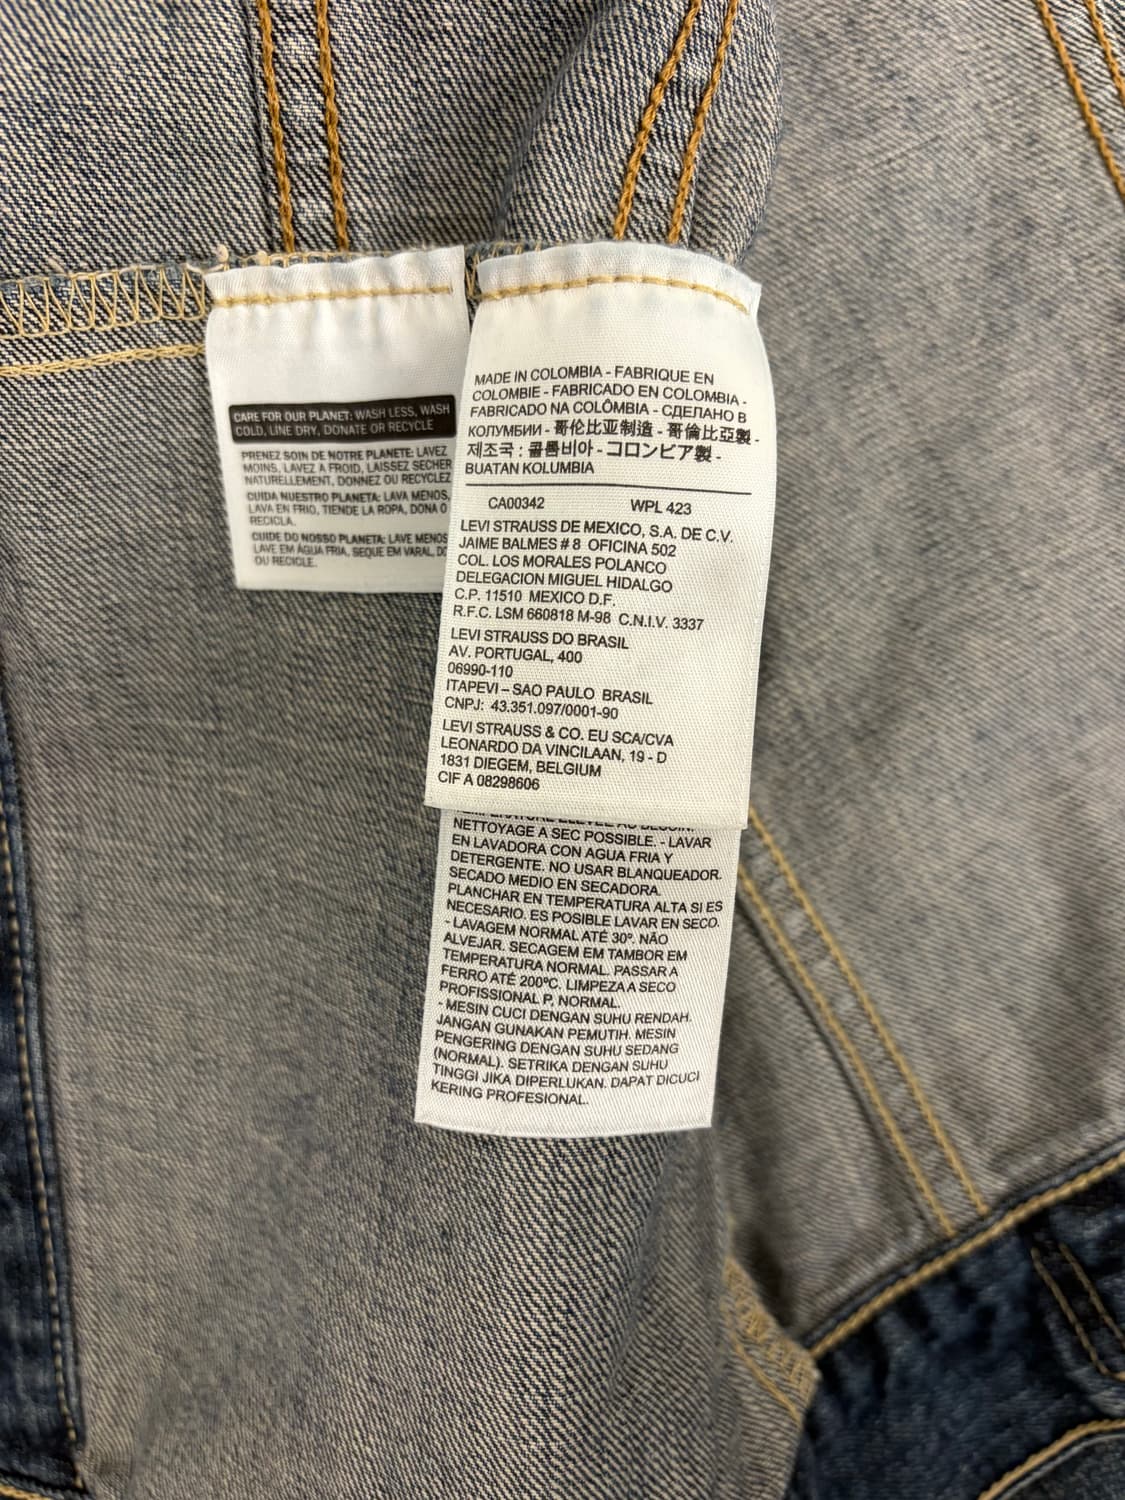 CARE FOR OUR PLANET: WASH LESS, WASH
COLD, LINE DRY, DONATE OR RECYCLE
PRENEZ SOIN DE NOTRE PLANETE: LAVEZ
MOINS, LAVEZ A FROID, LAISSEZ SECHER
NATURELLEMENT, DONNEZ OU RECYCLEZ
CUIDA NUESTRO PLANETA: LAVA MENOS,
LAVA EN FRIO, TIENDE LA ROPA, DONA O
RECICLA.
CUIDE DO NOSSO PLANETA: LAVE MENOS
LAVE EM ÁGUA FRIA, SEQUE EM VARAL,
OU RECICLE.
MADE IN COLOMBIA - FABRIQUE EN
COLOMBIE - FABRICADO EN COLOMBIA -
FABRICADO NA COLÔMBIA - СДЕЛАНО В
КОЛУМБИИ - 哥伦比亚制造 - 哥倫比亞製 -
제조국 : 콜롬비아 - コロンビア製 -
BUATAN KOLUMBIA
CA00342 WPL 423
LEVI STRAUSS DE MEXICO, S.A. DE C.V.
JAIME BALMES # 8 OFICINA 502
COL. LOS MORALES POLANCO
DELEGACION MIGUEL HIDALGO
C.P. 11510 MEXICO D.F.
R.F.C. LSM 660818 M-98 C.N.I.V. 3337
LEVI STRAUSS DO BRASIL
AV. PORTUGAL, 400
06990-110
ITAPEVI – SAO PAULO BRASIL
CNPJ: 43.351.097/0001-90
LEVI STRAUSS & CO. EU SCA/CVA
LEONARDO DA VINCILAAN, 19 - D
1831 DIEGEM, BELGIUM
CIF A 08298606
NETTOYAGE A SEC POSSIBLE. - LAVAR
EN LAVADORA CON AGUA FRIA Y
DETERGENTE. NO USAR BLANQUEADOR.
SECADO MEDIO EN SECADORA.
PLANCHAR EN TEMPERATURA ALTA SI ES
NECESARIO. ES POSIBLE LAVAR EN SECO.
- LAVAGEM NORMAL ATÉ 30º. NÃO
ALVEJAR. SECAGEM EM TAMBOR EM
TEMPERATURA NORMAL. PASSAR A
FERRO ATÉ 200ºC. LIMPEZA A SECO
PROFISSIONAL P, NORMAL.
- MESIN CUCI DENGAN SUHU RENDAH.
JANGAN GUNAKAN PEMUTIH. MESIN
PENGERING DENGAN SUHU SEDANG
(NORMAL). SETRIKA DENGAN SUHU
TINGGI JIKA DIPERLUKAN. DAPAT DICUCI
KERING PROFESIONAL.